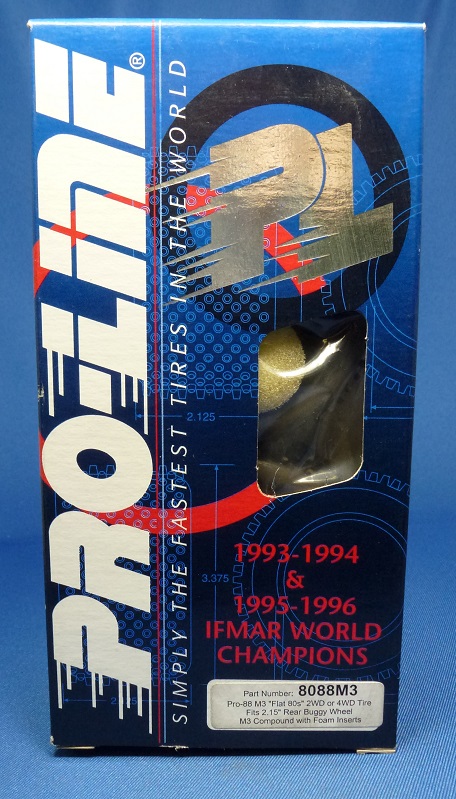 PRO-LINE®
SIMPLY THE FASTEST TIRES IN THE WORLD
PL
2.125
3.375
1993-1994
&
1995-1996
IFMAR WORLD
CHAMPIONS
Part Number: 8088M3
Pro-88 M3 "Flat 80s" 2WD or 4WD Tire
Fits 2.15" Rear Buggy Wheel
M3 Compound with Foam Inserts